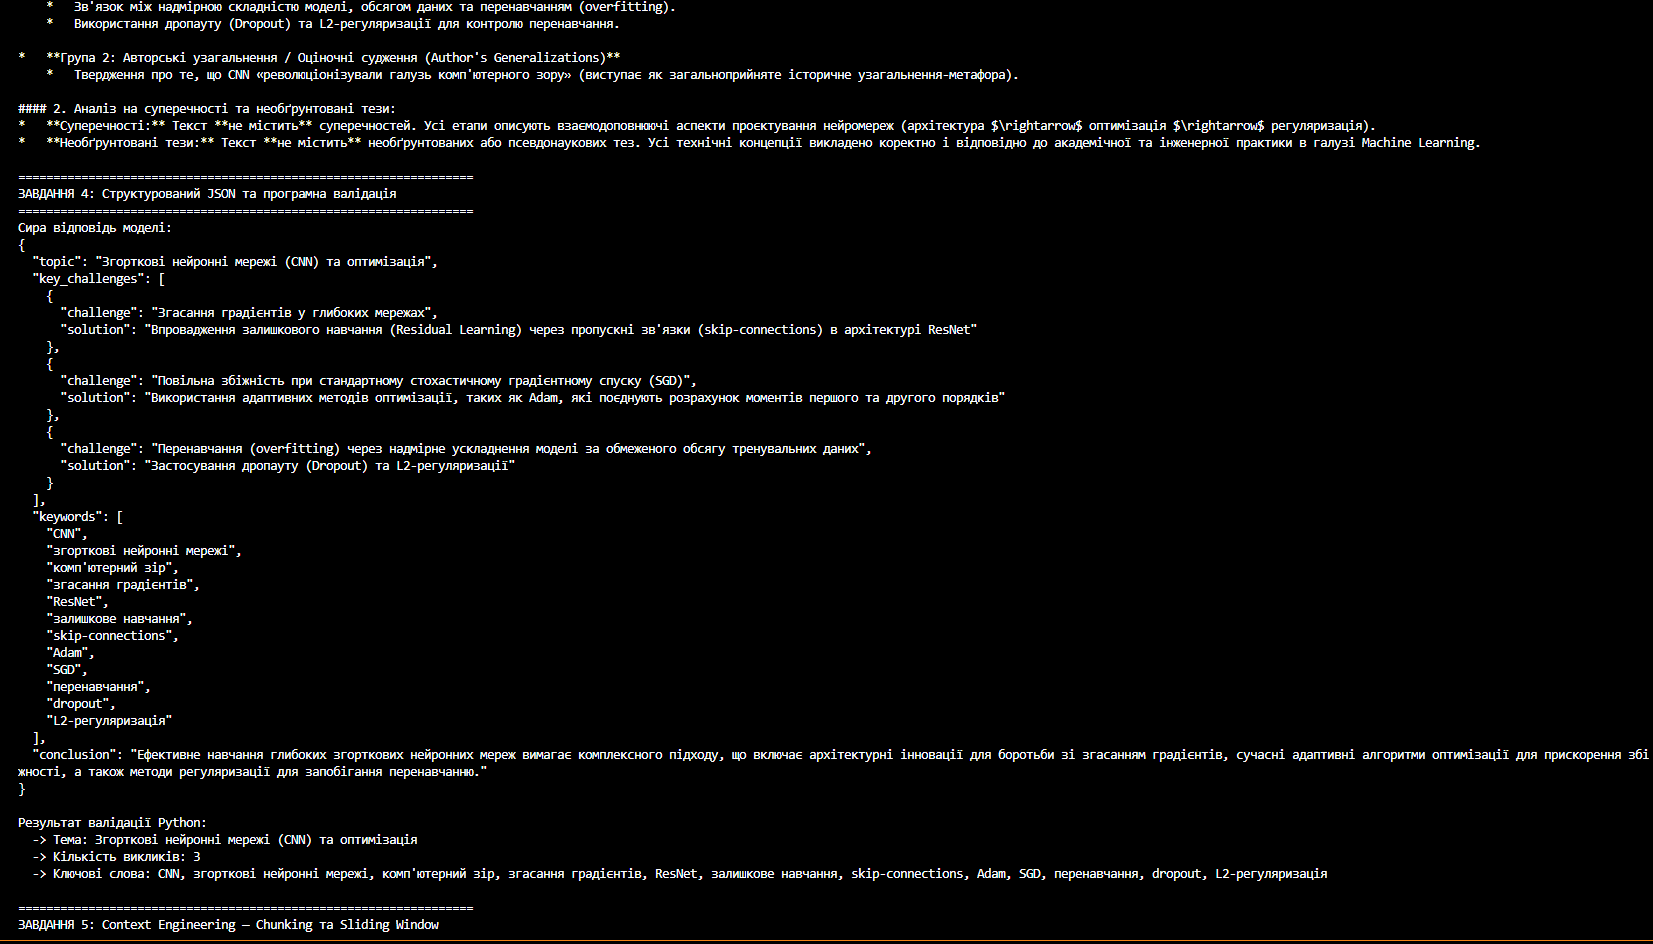 *   Зв'язок між надмірною складністю моделі, обсягом даних та перенавчанням (overfitting).
*   Використання дропауту (Dropout) та L2-регуляризації для контролю перенавчання.
*   **Група 2: Авторські узагальнення / Оціночні судження (Author's Generalizations)**
*   Твердження про те, що CNN «революціонізували галузь комп'ютерного зору» (виступає як загальноприйняте історичне узагальнення-метафора).
#### 2. Аналіз на суперечності та необґрунтовані тези:
*   **Суперечності:** Текст **не містить** суперечностей. Усі етапи описують взаємодоповнюючі аспекти проєктування нейромереж (архітектура $\rightarrow$ оптимізація $\rightarrow$ регуляризація).
*   **Необґрунтовані тези:** Текст **не містить** необґрунтованих або псевдонаукових тез. Усі технічні концепції викладено коректно і відповідно до академічної та інженерної практики в галузі Machine Learning.
=================================================================
ЗАВДАННЯ 4: Структурований JSON та програмна валідація
=================================================================
Сира відповідь моделі:
{
"topic": "Згорткові нейронні мережі (CNN) та оптимізація",
"key_challenges": [
{
"challenge": "Згасання градієнтів у глибоких мережах",
"solution": "Впровадження залишкового навчання (Residual Learning) через пропускні зв'язки (skip-connections) в архітектурі ResNet"
},
{
"challenge": "Повільна збіжність при стандартному стохастичному градієнтному спуску (SGD)",
"solution": "Використання адаптивних методів оптимізації, таких як Adam, які поєднують розрахунок моментів першого та другого порядків"
},
{
"challenge": "Перенавчання (overfitting) через надмірне ускладнення моделі за обмеженого обсягу тренувальних даних",
"solution": "Застосування дропауту (Dropout) та L2-регуляризації"
}
],
"keywords": [
"CNN",
"згорткові нейронні мережі",
"комп'ютерний зір",
"згасання градієнтів",
"ResNet",
"залишкове навчання",
"skip-connections",
"Adam",
"SGD",
"перенавчання",
"dropout",
"L2-регуляризація"
],
"conclusion": "Ефективне навчання глибоких згорткових нейронних мереж вимагає комплексного підходу, що включає архітектурні інновації для боротьби зі згасанням градієнтів, сучасні адаптивні алгоритми оптимізації для прискорення збі
жності, а також методи регуляризації для запобігання перенавчанню."
}
Результат валідації Python:
-> Тема: Згорткові нейронні мережі (CNN) та оптимізація
-> Кількість викликів: 3
-> Ключові слова: CNN, згорткові нейронні мережі, комп'ютерний зір, згасання градієнтів, ResNet, залишкове навчання, skip-connections, Adam, SGD, перенавчання, dropout, L2-регуляризація
=================================================================
ЗАВДАННЯ 5: Context Engineering — Chunking та Sliding Window